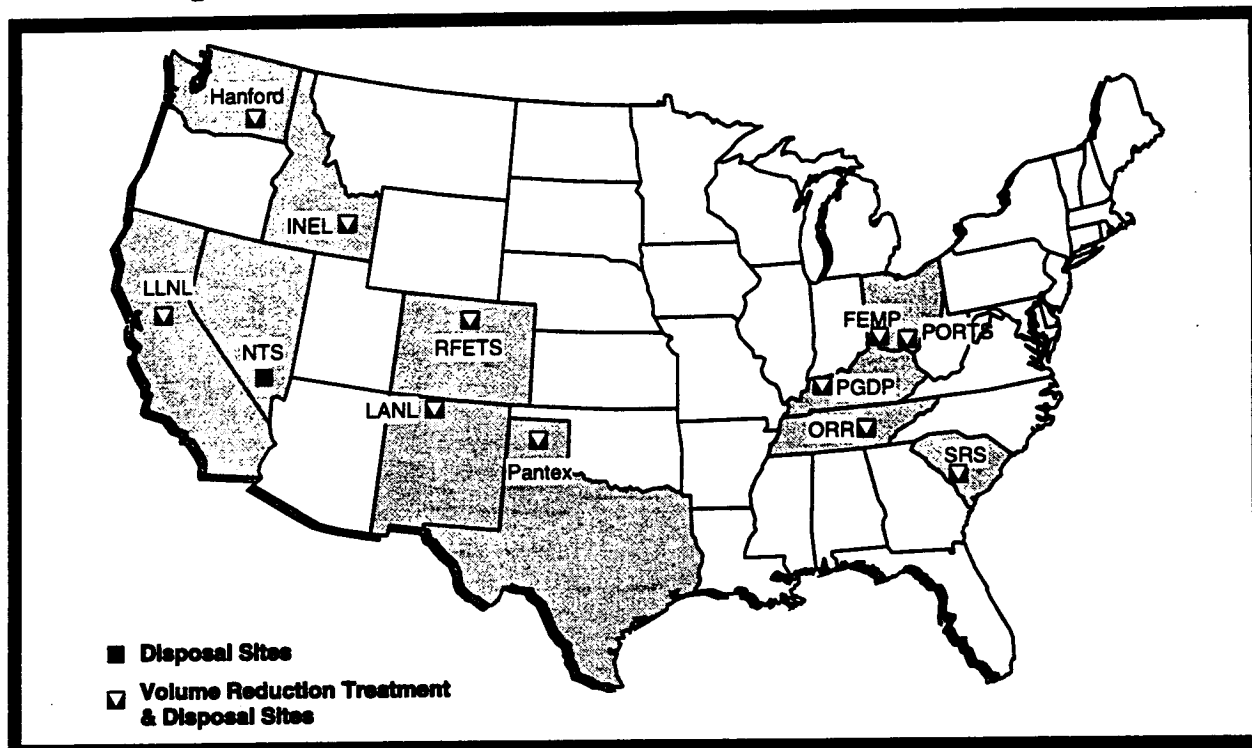 Hanford
INEL
LLNL
NTS
RFETS
LANL
Pantex
FEMP
PORTS
PGDP
ORR
SRS
Disposal Sites
Volume Reduction Treatment
& Disposal Sites